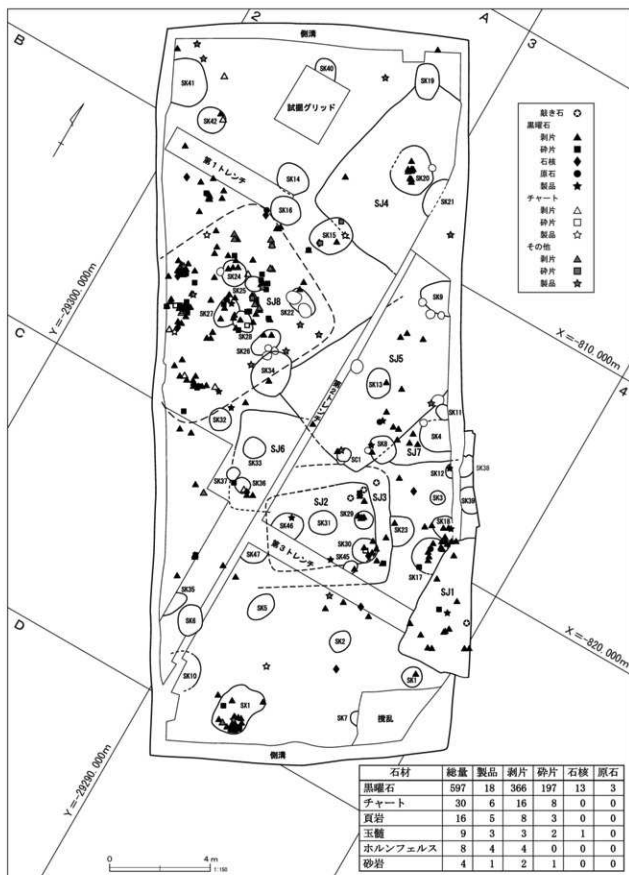 側溝
A
2
3
B
SK40
SK19
SK41
試掘グリッド
SK42
第1トレンチ
SK14
SK20
SJ4
SK21
SK16
SK15
Y=-29300.000m
SK24
SK25
SJ8
SK9
SK22
SK27
SK28
X=-810.000m
C
SK26
SJ5
第2トレンチ
SK34
SK13
4
SK11
SK32
SK4
SJ6
SK8
SJ7
SK33
SC1
SK12
SK38
SK37
SK36
SJ2
SJ3
SK3
SK39
SK29
SK46
SK31
SK18
SK23
第3トレンチ
SK30
SK47
SK45
SK17
SJ1
SK35
SK5
SK6
D
SK2
X=-820.000m
SK10
SK1
SX1
SK7
撹乱
側溝
Y=-29290.000m
0 4m
1:150
敲き石
黒曜石
剥片
砕片
石核
原石
製品
チャート
剥片
砕片
製品
その他
剥片
砕片
製品
石材 総量 製品 剥片 砕片 石核 原石
黒曜石 597 18 366 197 13 3
チャート 30 6 16 8 0 0
頁岩 16 5 8 3 0 0
玉髄 9 3 3 2 1 0
ホルンフェルス 8 4 4 0 0 0
砂岩 4 1 2 1 0 0